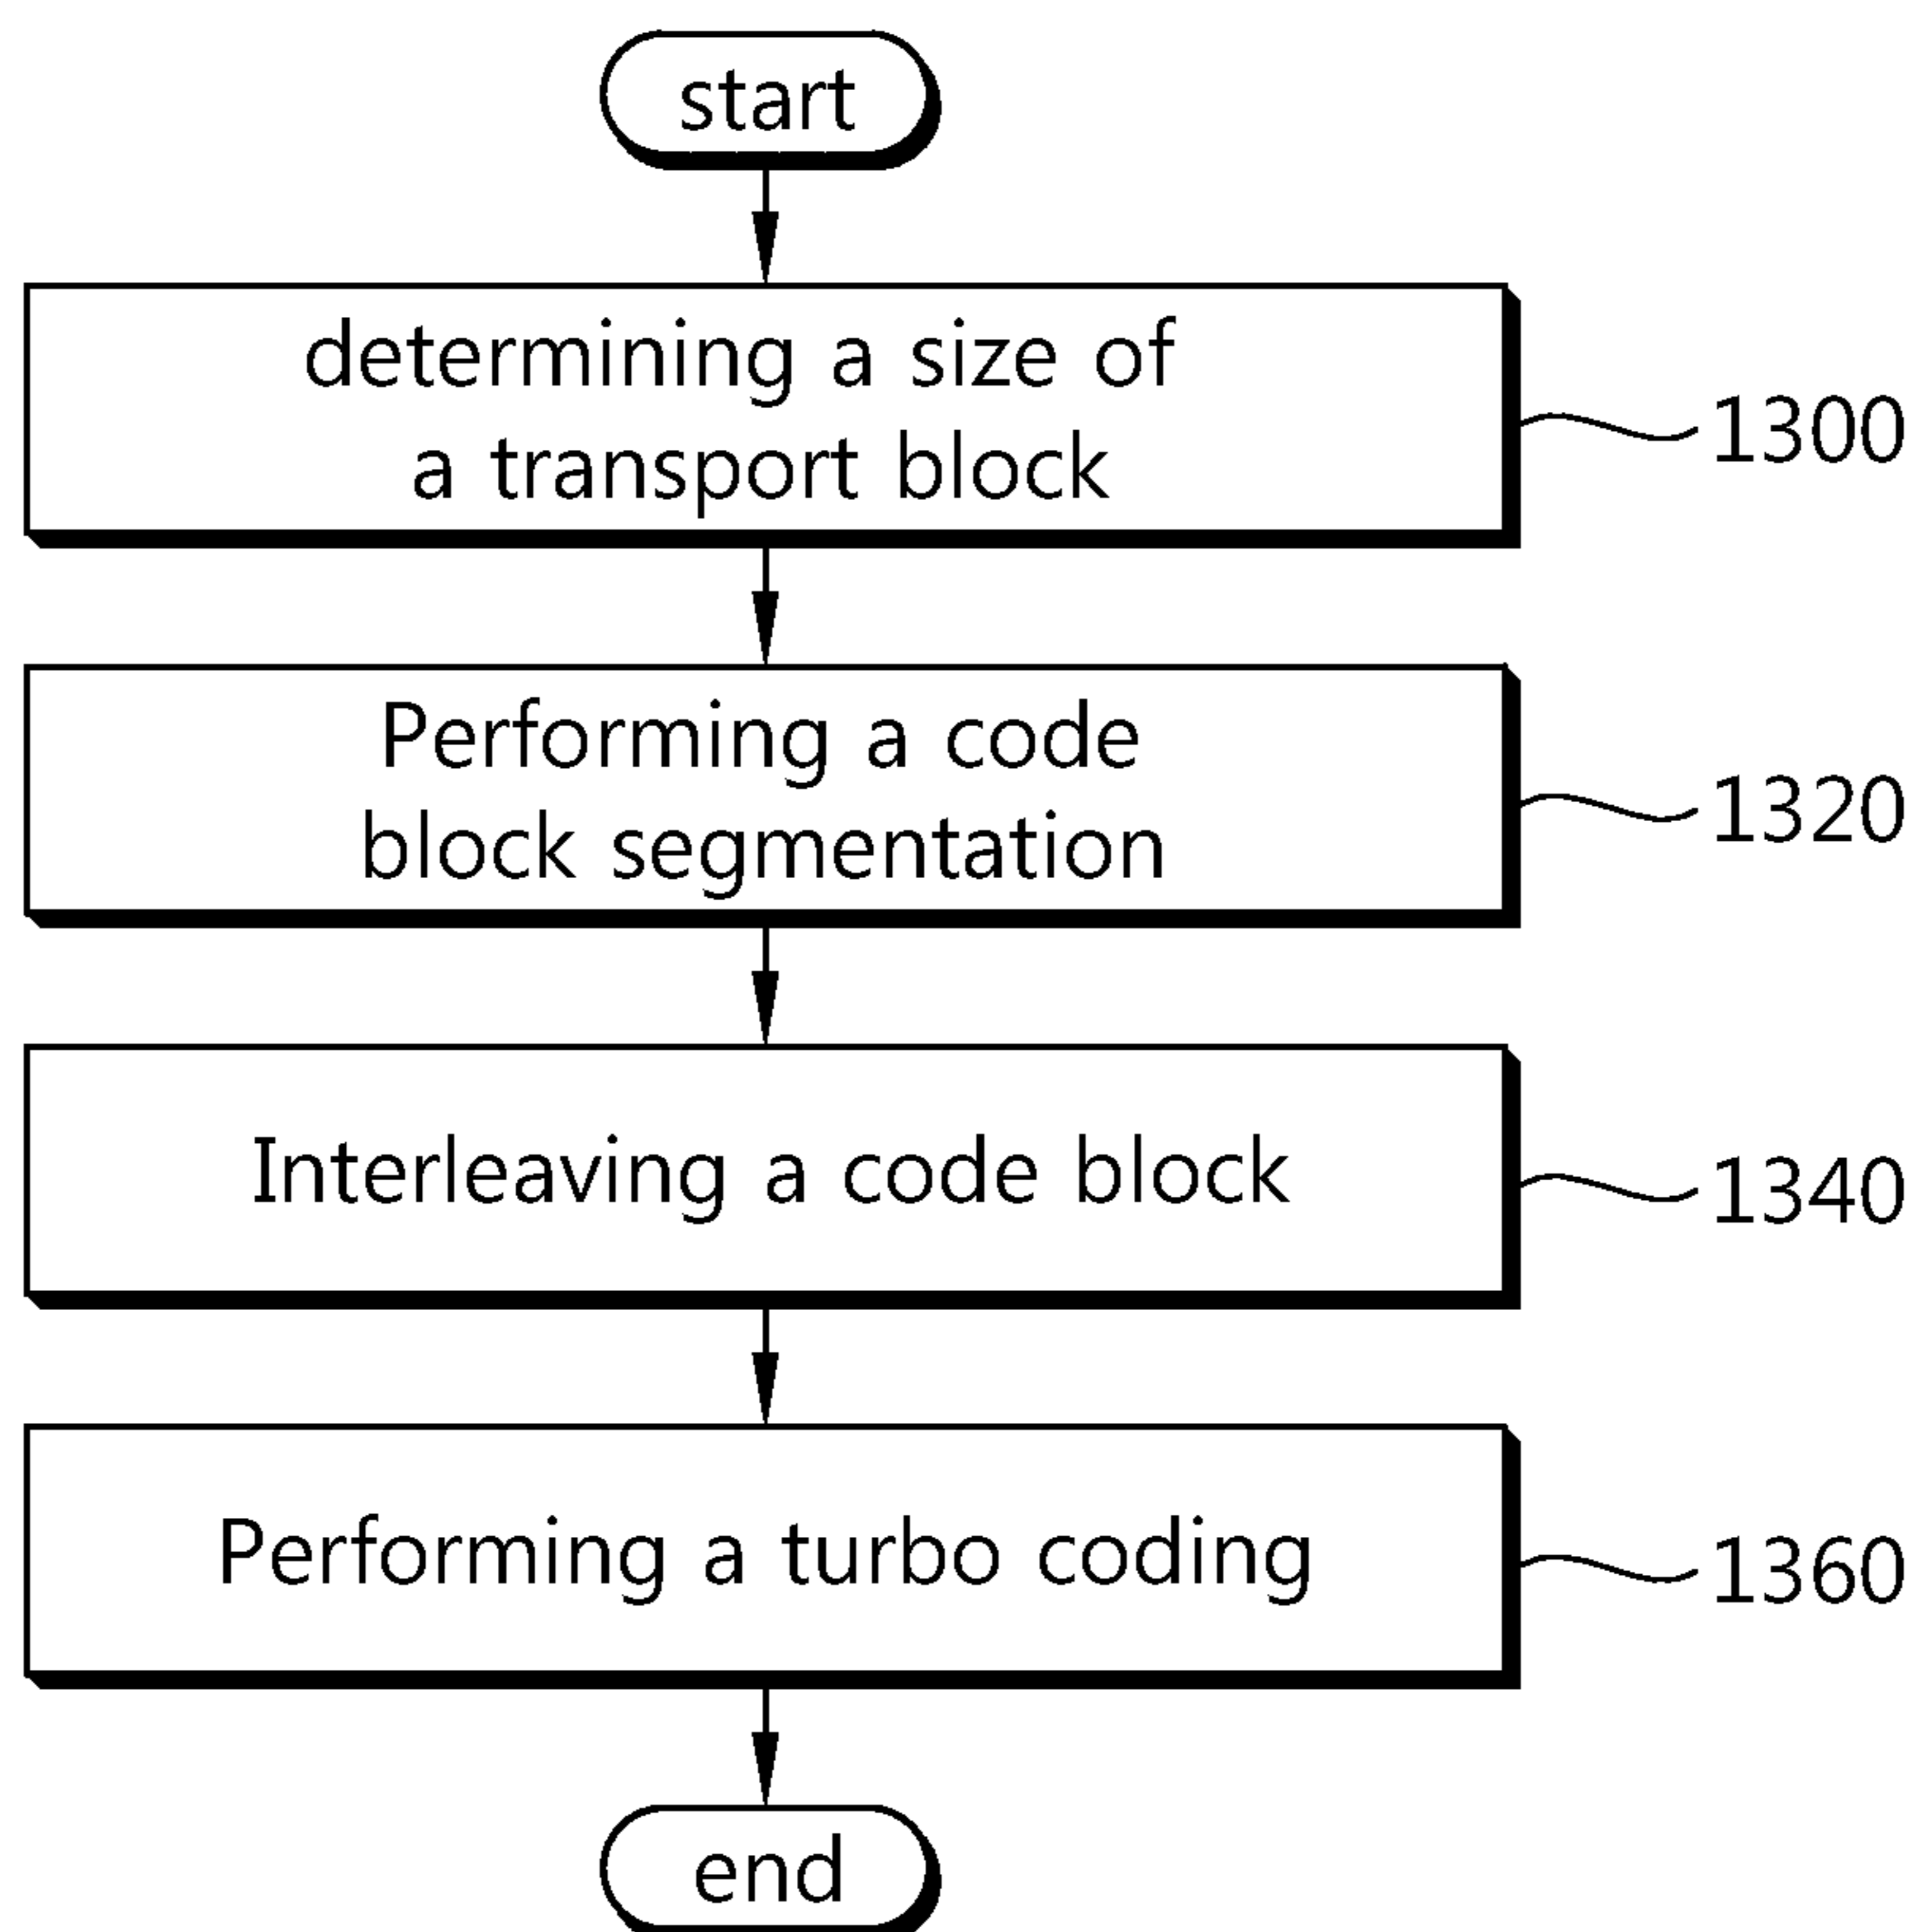 start
determining a size of
a transport block
1300
Performing a code
block segmentation
1320
Interleaving a code block
1340
Performing a turbo coding
1360
end